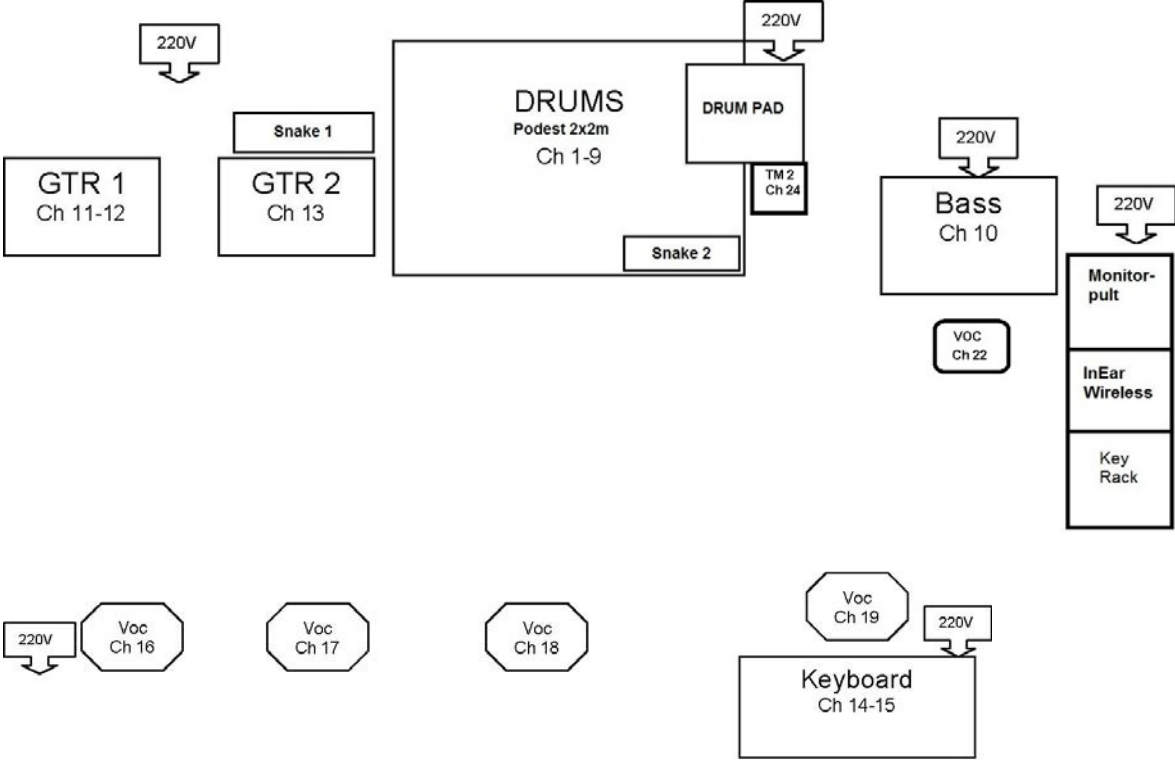 220V
220V
DRUMS
Podest 2x2m
Ch 1-9
DRUM PAD
Snake 1
220V
GTR 1
Ch 11-12
GTR 2
Ch 13
TM 2
Ch 24
Snake 2
Bass
Ch 10
220V
Monitor-
pult
VOC
Ch 22
InEar
Wireless
Key
Rack
220V
Voc
Ch 16
Voc
Ch 17
Voc
Ch 18
Voc
Ch 19
220V
Keyboard
Ch 14-15